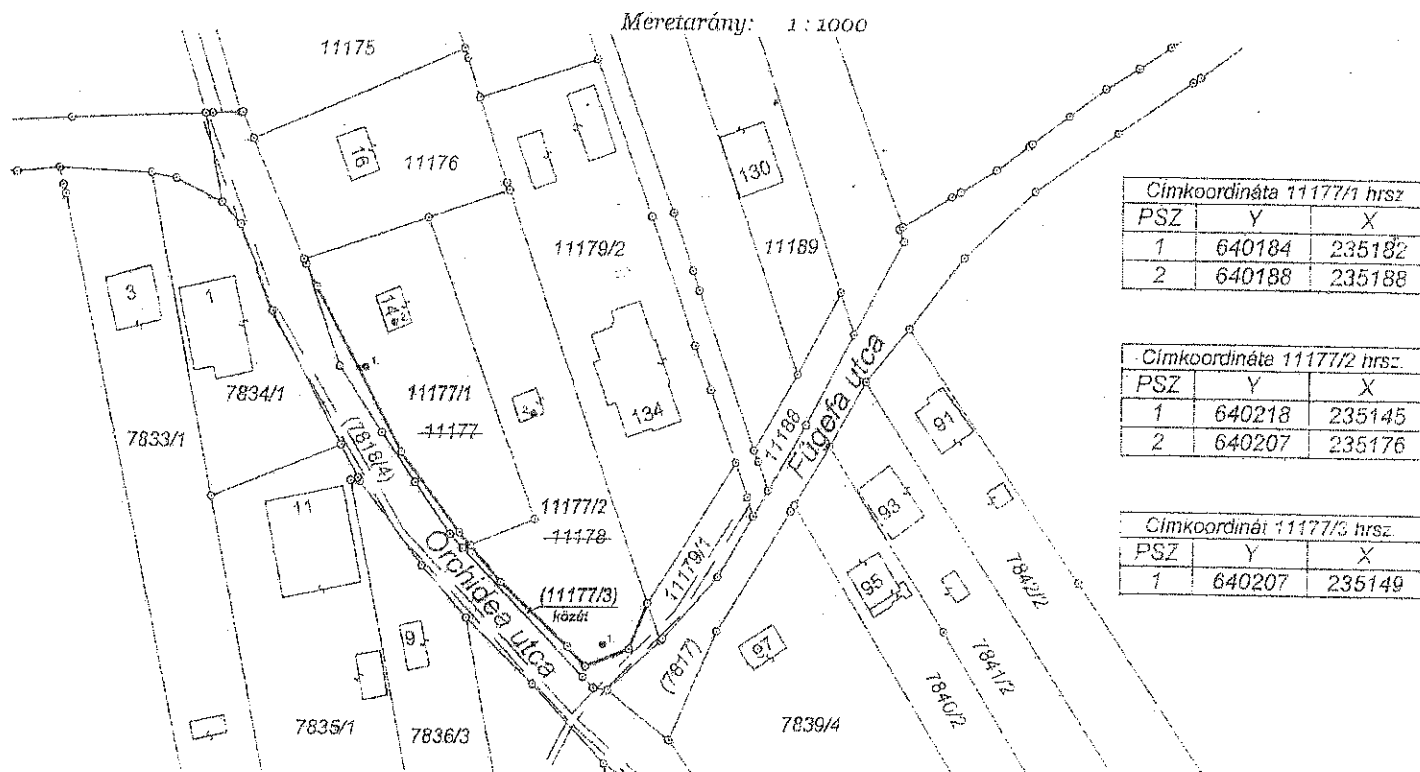 Méretarány: 1 : 1000
11175
16
11176
130
11179/2
11189
3
1
14
7834/1
7833/1
(7818/4)
11177/1
11177
134
11188
Fügefa utca
91
93
95
97
11
11177/2
11178
Orchidea utca
(11177/3)
közút
11179/1
(7817)
9
7835/1
7836/3
7839/4
7840/2
7841/2
7842/2
Címkoordináta 11177/1 hrsz
PSZ Y X
1 640184 235182
2 640188 235188
Címkoordináta 11177/2 hrsz.
PSZ Y X
1 640218 235145
2 640207 235176
Címkoordinát 11177/3 hrsz.
PSZ Y X
1 640207 235149